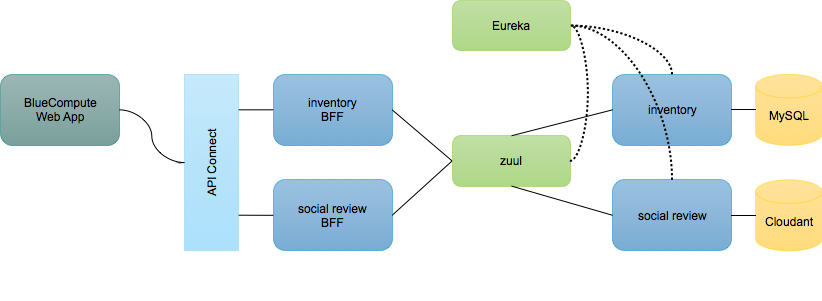 Eureka
BlueCompute
Web App
API Connect
inventory
BFF
social review
BFF
zuul
inventory
social review
MySQL
Cloudant